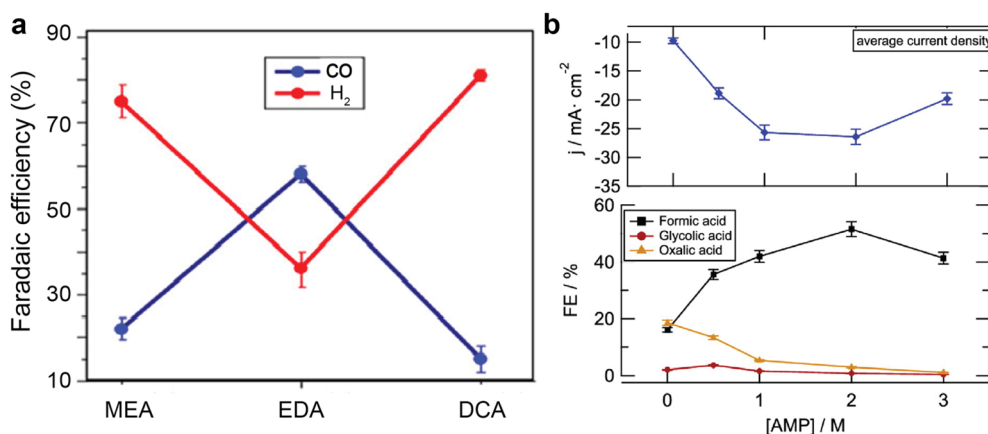 a
90
70
50
30
10
Faradaic efficiency (%)
CO
H₂
MEA
EDA
DCA
b
average current density
-10
-15
-20
-25
-30
-35
j / mA· cm⁻²
60
40
20
0
FE / %
Formic acid
Glycolic acid
Oxalic acid
0
1
2
3
[AMP] / M